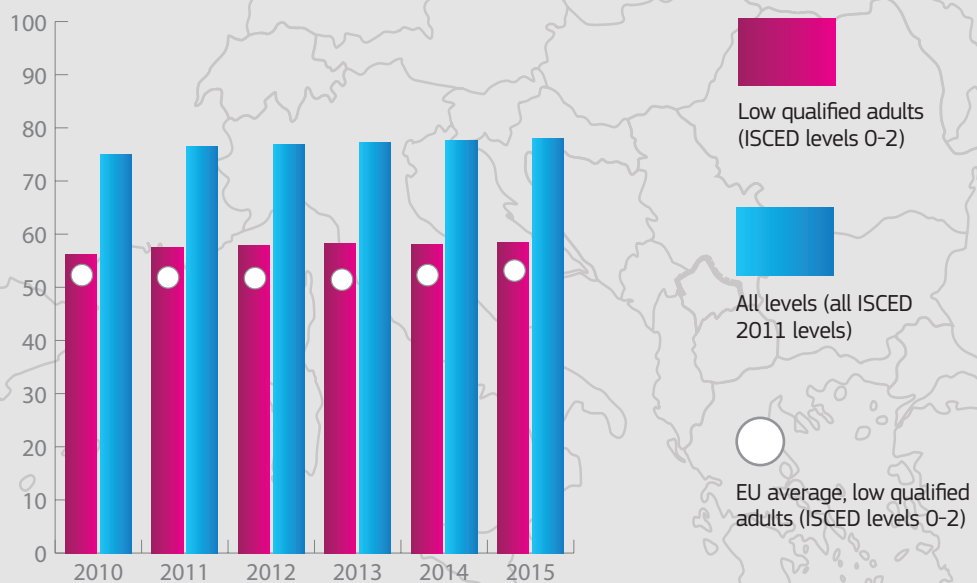 100
90
80
70
60
50
40
30
20
10
0
2010 2011 2012 2013 2014 2015
Low qualified adults
(ISCED levels 0-2)
All levels (all ISCED
2011 levels)
EU average, low qualified
adults (ISCED levels 0-2)